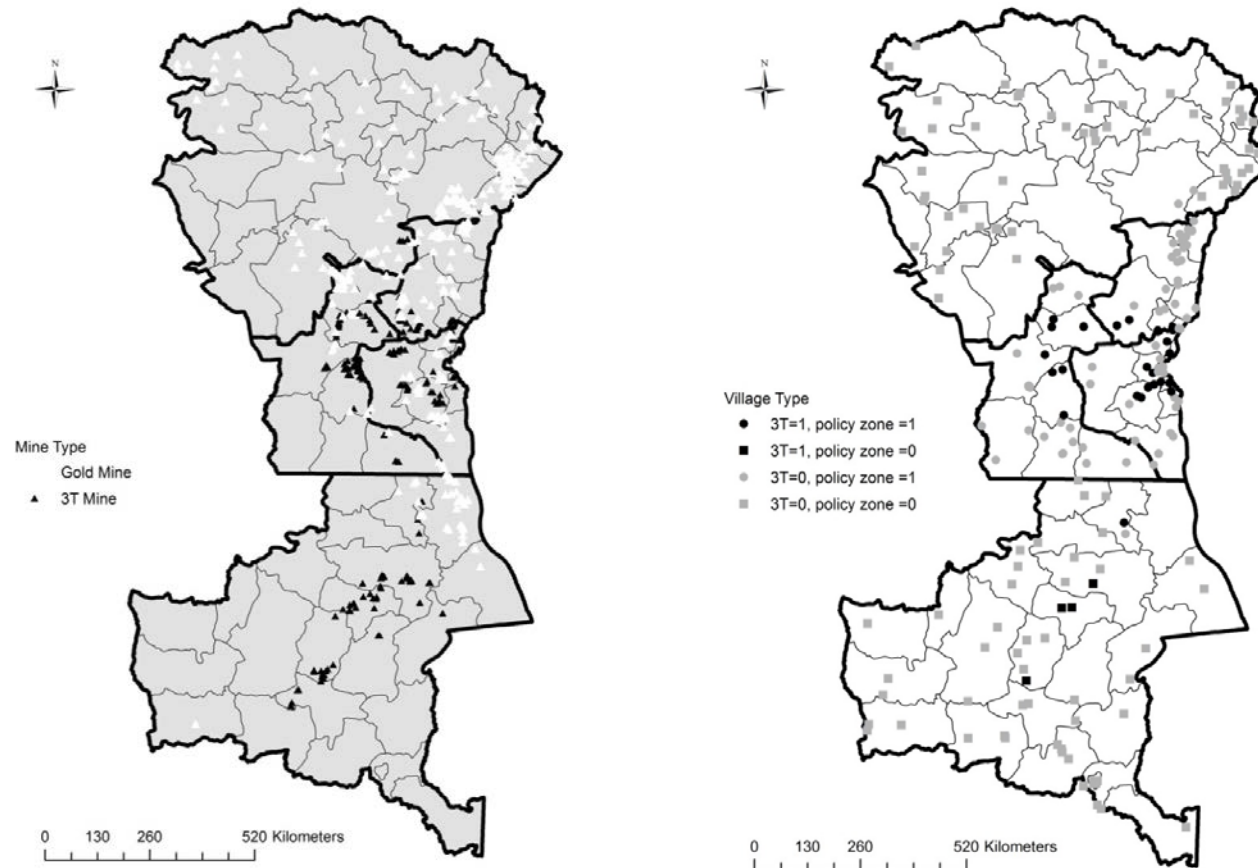 N
Mine Type
Gold Mine
3T Mine
0 130 260 520 Kilometers
N
Village Type
3T=1, policy zone =1
3T=1, policy zone =0
3T=0, policy zone =1
3T=0, policy zone =0
0 130 260 520 Kilometers